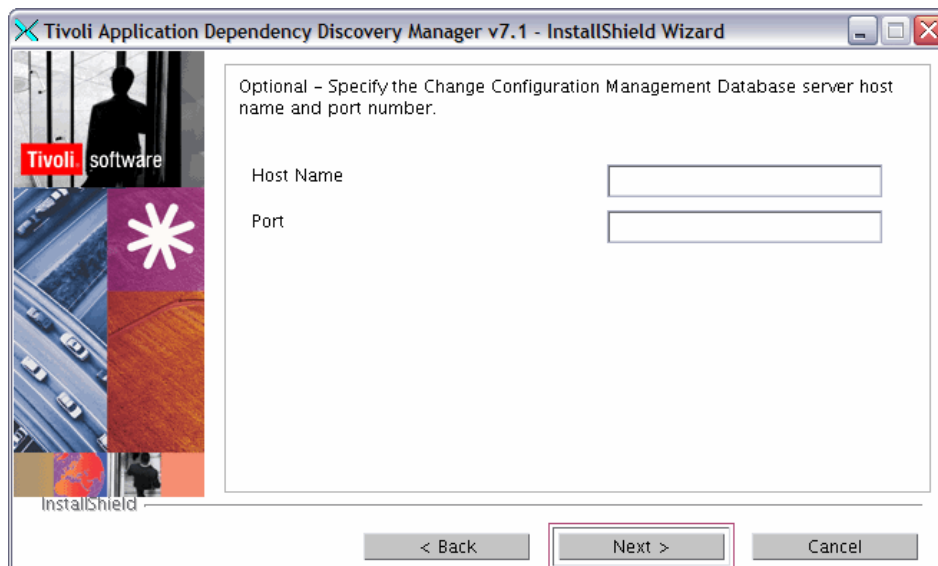 Tivoli Application Dependency Discovery Manager v7.1 - InstallShield Wizard
Optional – Specify the Change Configuration Management Database server host
name and port number.
Tivoli. software
Host Name
Port
InstallShield
< Back
Next >
Cancel